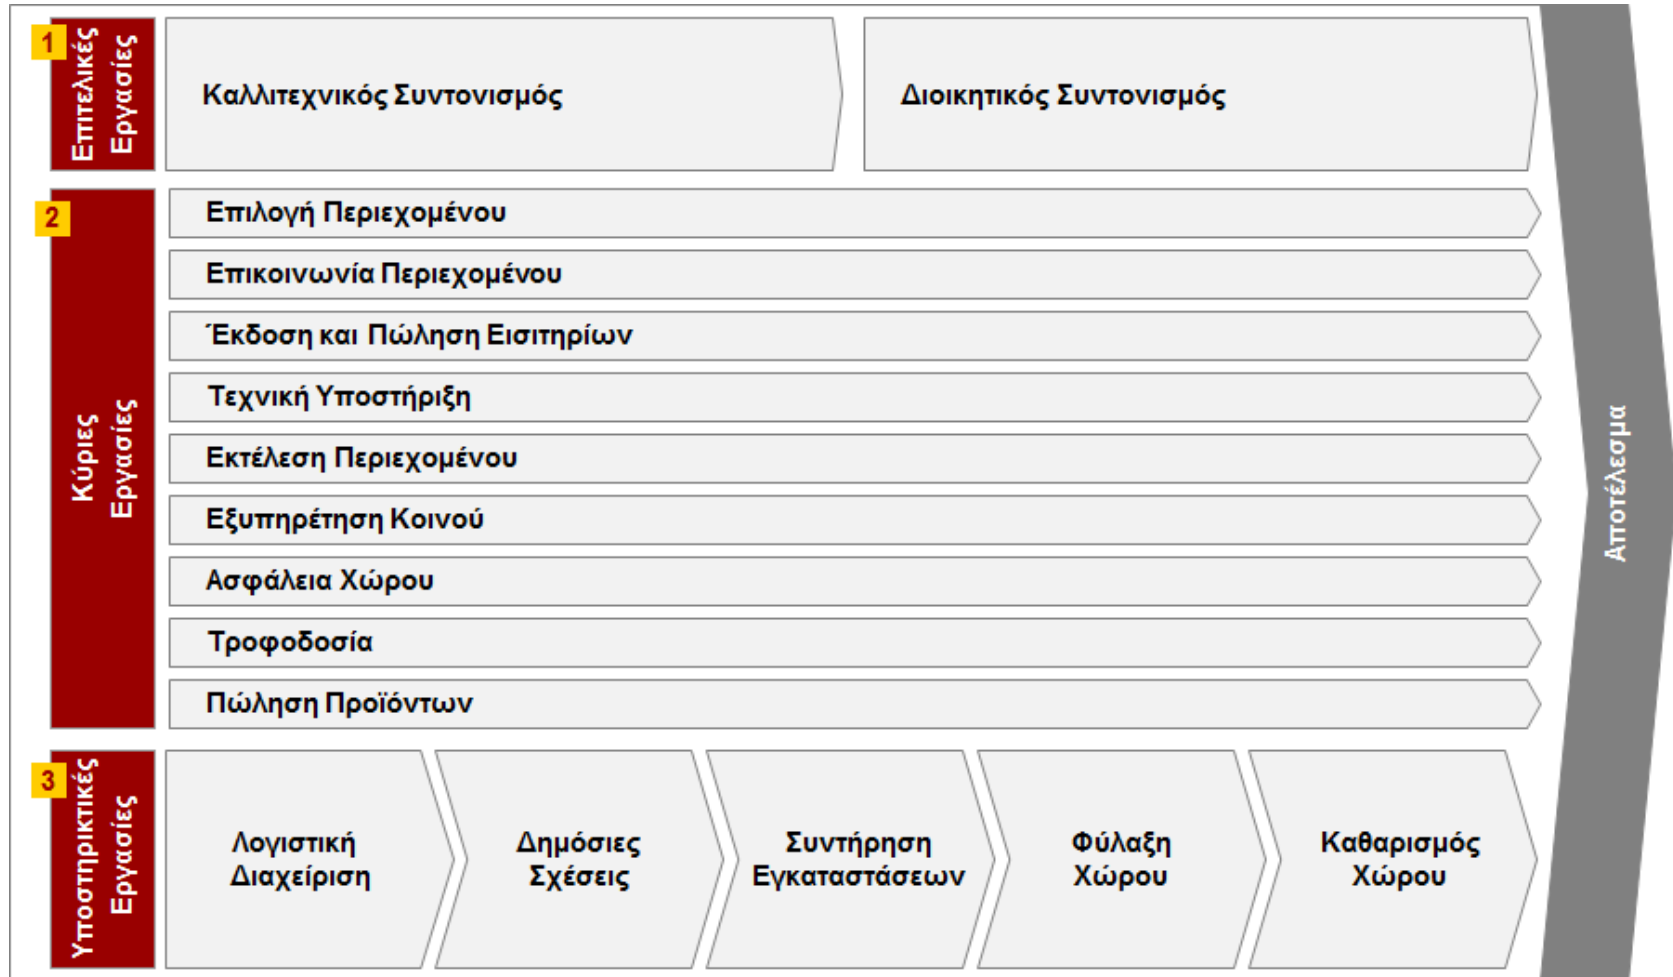 1
Επιτελικές
Εργασίες
Καλλιτεχνικός Συντονισμός
Διοικητικός Συντονισμός
2
Κύριες
Εργασίες
Επιλογή Περιεχομένου
Επικοινωνία Περιεχομένου
Έκδοση και Πώληση Εισιτηρίων
Τεχνική Υποστήριξη
Εκτέλεση Περιεχομένου
Εξυπηρέτηση Κοινού
Ασφάλεια Χώρου
Τροφοδοσία
Πώληση Προϊόντων
3
Υποστηρικτικές
Εργασίες
Λογιστική
Διαχείριση
Δημόσιες
Σχέσεις
Συντήρηση
Εγκαταστάσεων
Φύλαξη
Χώρου
Καθαρισμός
Χώρου
Αποτέλεσμα